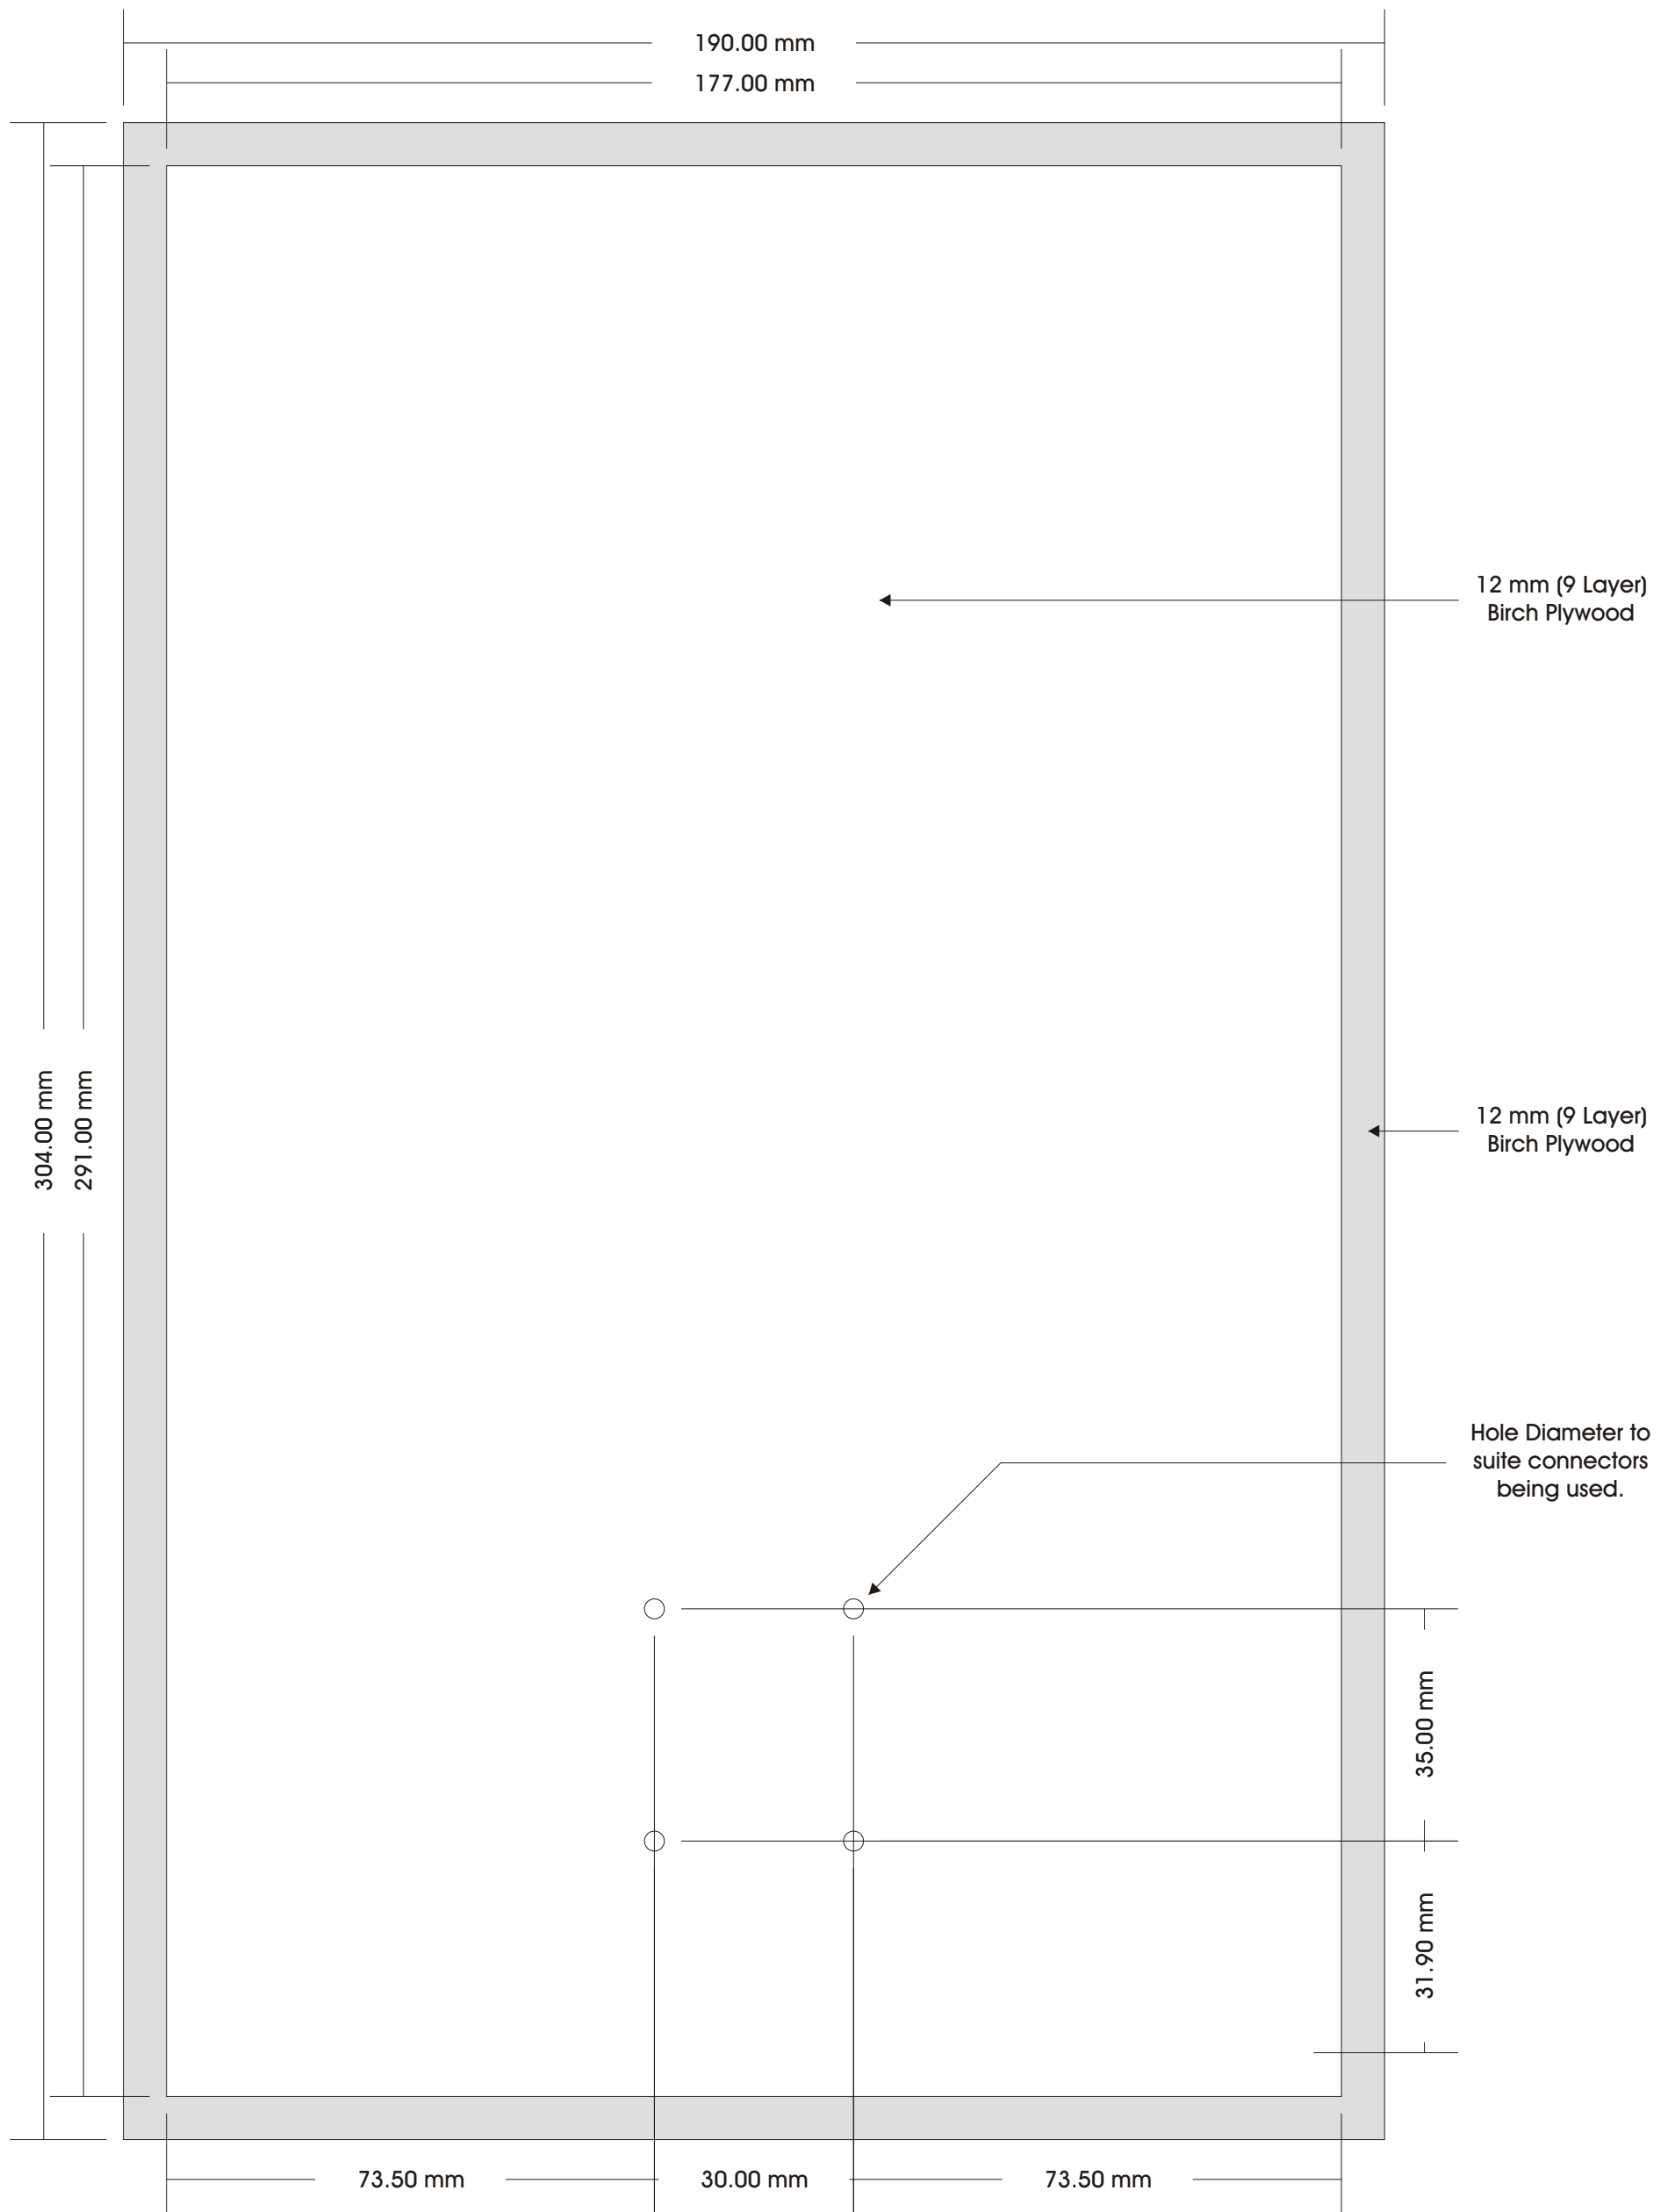 190.00 mm
177.00 mm
12 mm (9 Layer)
Birch Plywood
304.00 mm
291.00 mm
12 mm (9 Layer)
Birch Plywood
Hole Diameter to
suite connectors
being used.
35.00 mm
31.90 mm
73.50 mm
30.00 mm
73.50 mm